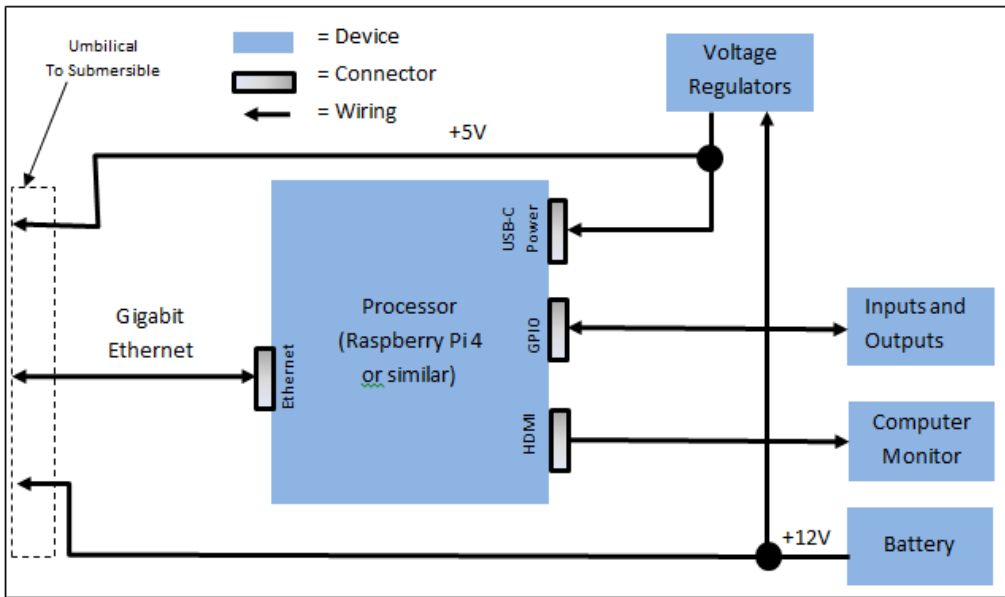 Umbilical
To Submersible
= Device
= Connector
= Wiring
Voltage
Regulators
+5V
USB-C
Power
Processor
(Raspberry Pi 4
or similar)
GPIO
Inputs and
Outputs
Gigabit
Ethernet
Ethernet
HDMI
Computer
Monitor
+12V
Battery